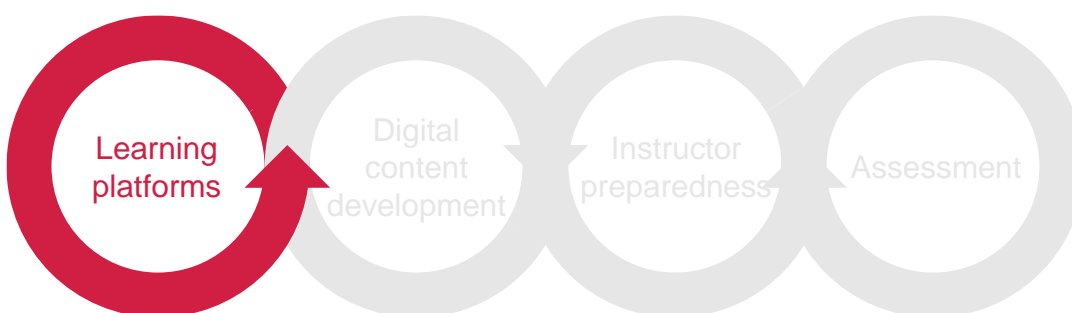 Learning
platforms
Digital
content
development
Instructor
preparedness
Assessment